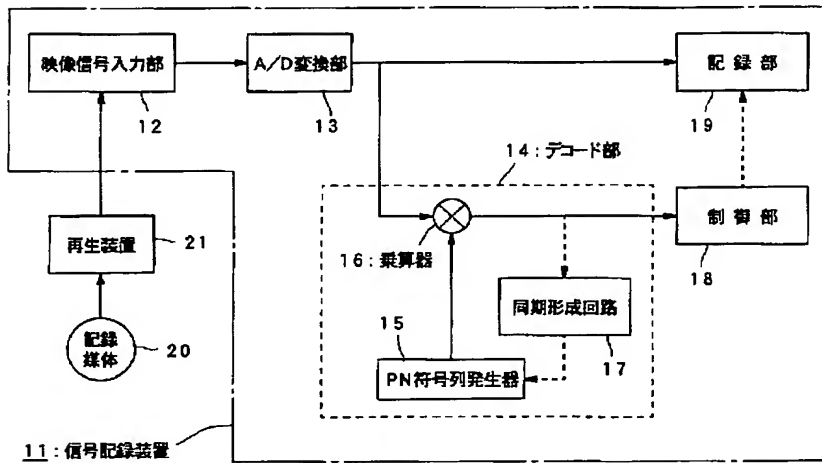 映像信号入力部
12
A/D変換部
13
記録部
19
14:デコード部
16:乗算器
制御部
18
再生装置
21
同期形成回路
17
15
PN符号列発生器
記録
媒体
20
11:信号記録装置